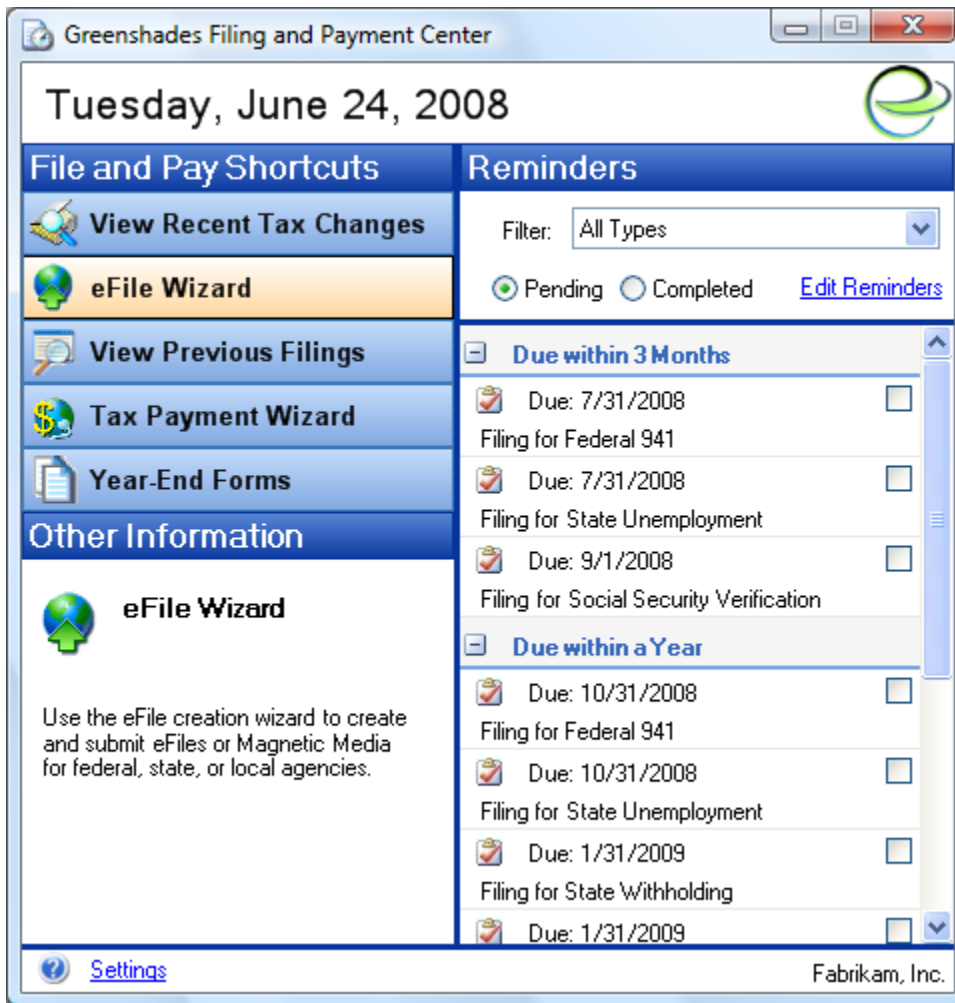 Greenshades Filing and Payment Center
Tuesday, June 24, 2008
File and Pay Shortcuts
View Recent Tax Changes
eFile Wizard
View Previous Filings
Tax Payment Wizard
Year-End Forms
Other Information
eFile Wizard
Use the eFile creation wizard to create
and submit eFiles or Magnetic Media
for federal, state, or local agencies.
Reminders
Filter: All Types
Pending Completed Edit Reminders
Due within 3 Months
Due: 7/31/2008
Filing for Federal 941
Due: 7/31/2008
Filing for State Unemployment
Due: 9/1/2008
Filing for Social Security Verification
Due within a Year
Due: 10/31/2008
Filing for Federal 941
Due: 10/31/2008
Filing for State Unemployment
Due: 1/31/2009
Filing for State Withholding
Due: 1/31/2009
Settings
Fabrikam, Inc.